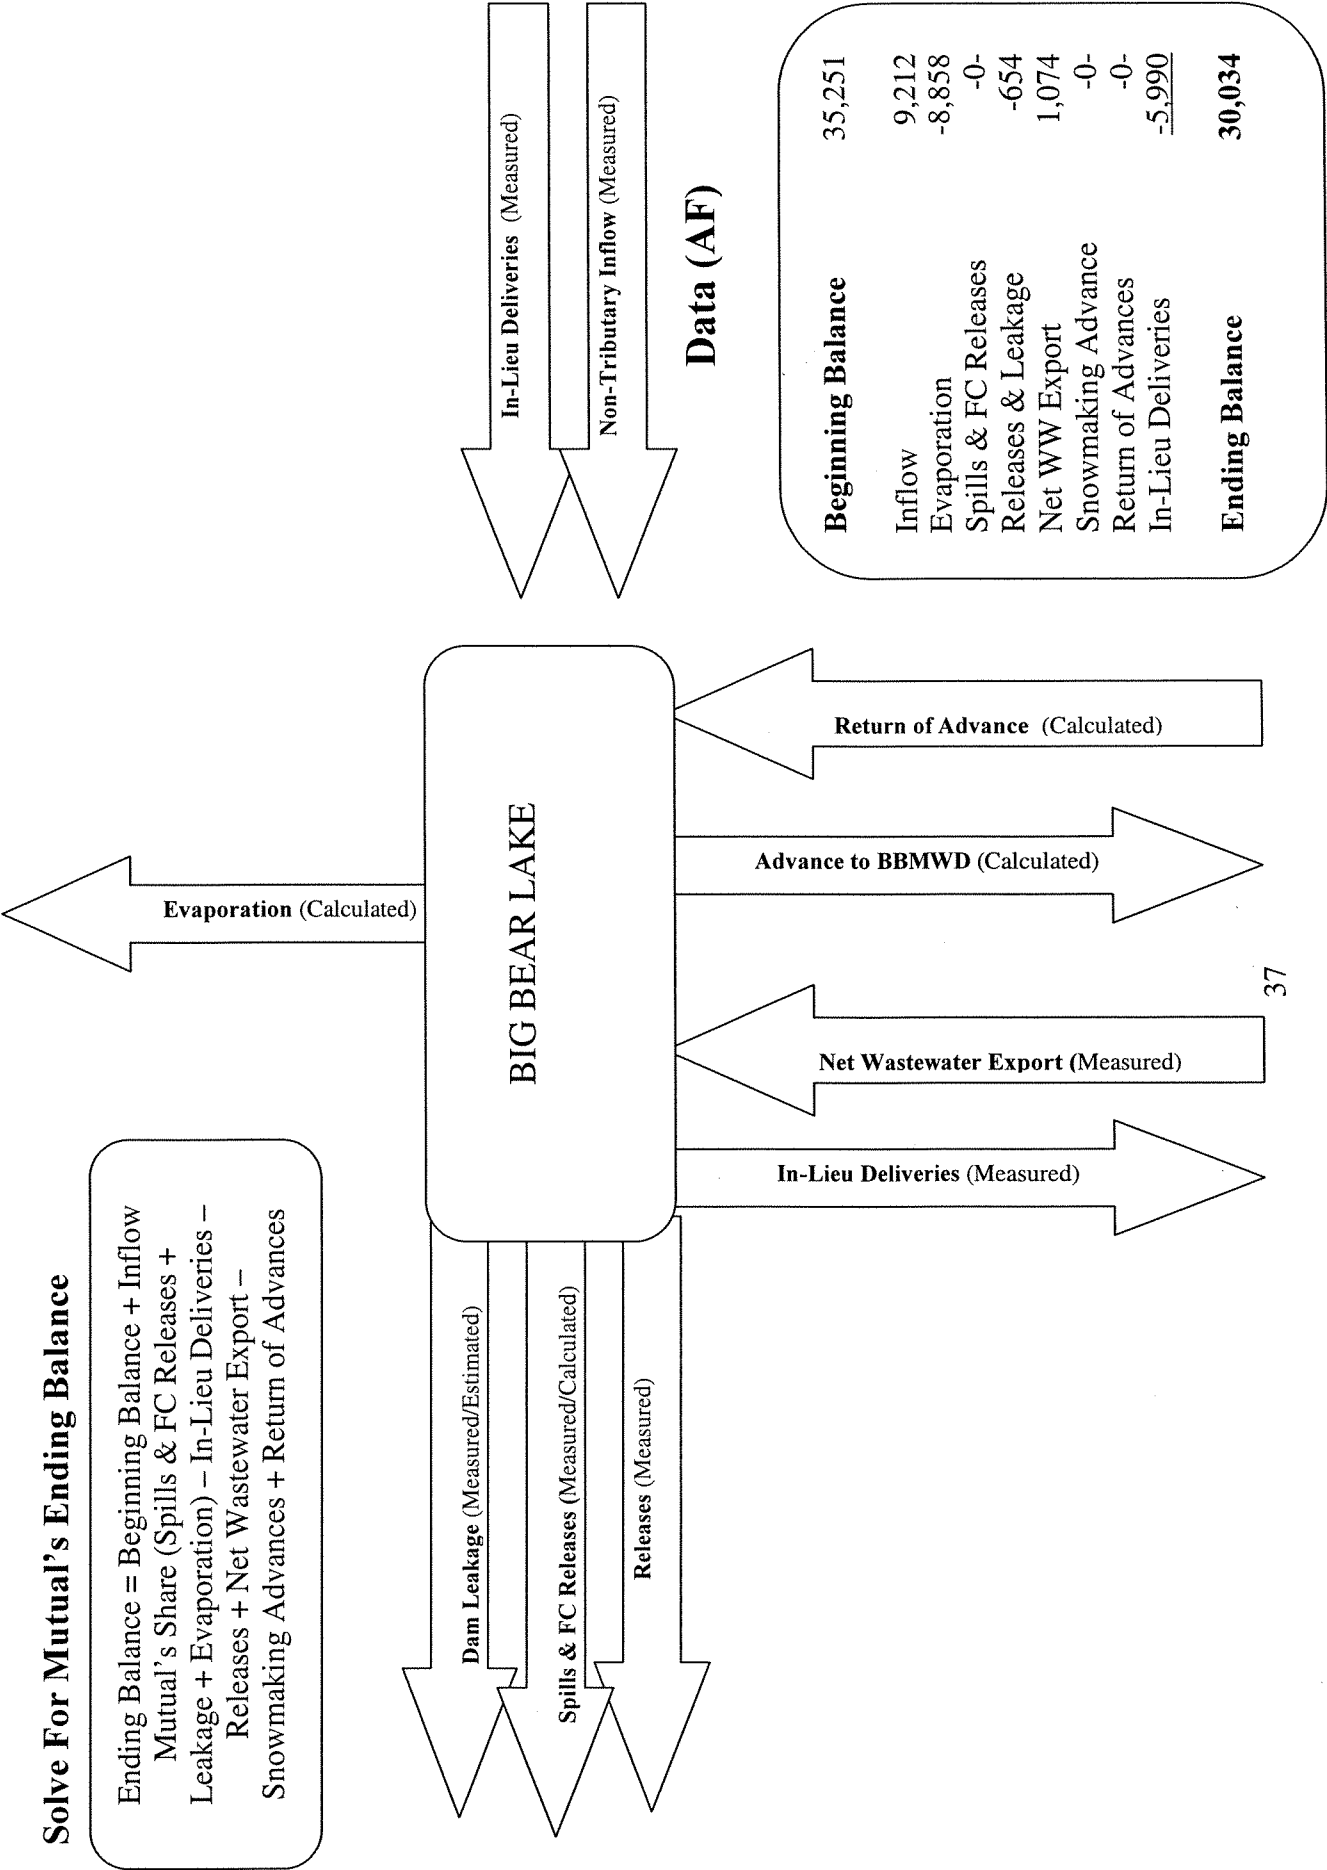 Solve For Mutual's Ending Balance
Ending Balance = Beginning Balance + Inflow
Mutual's Share (Spills & FC Releases +
Leakage + Evaporation) – In-Lieu Deliveries –
Releases + Net Wastewater Export –
Snowmaking Advances + Return of Advances
Evaporation (Calculated)
Dam Leakage (Measured/Estimated)
Spills & FC Releases (Measured/Calculated)
Releases (Measured)
BIG BEAR LAKE
In-Lieu Deliveries (Measured)
Non-Tributary Inflow (Measured)
In-Lieu Deliveries (Measured)
Net Wastewater Export (Measured)
Advance to BBMWD (Calculated)
Return of Advance (Calculated)
Data (AF)
Beginning Balance 35,251
Inflow 9,212
Evaporation -8,858
Spills & FC Releases -0-
Releases & Leakage -654
Net WW Export 1,074
Snowmaking Advance -0-
Return of Advances -0-
In-Lieu Deliveries -5,990
Ending Balance 30,034
37